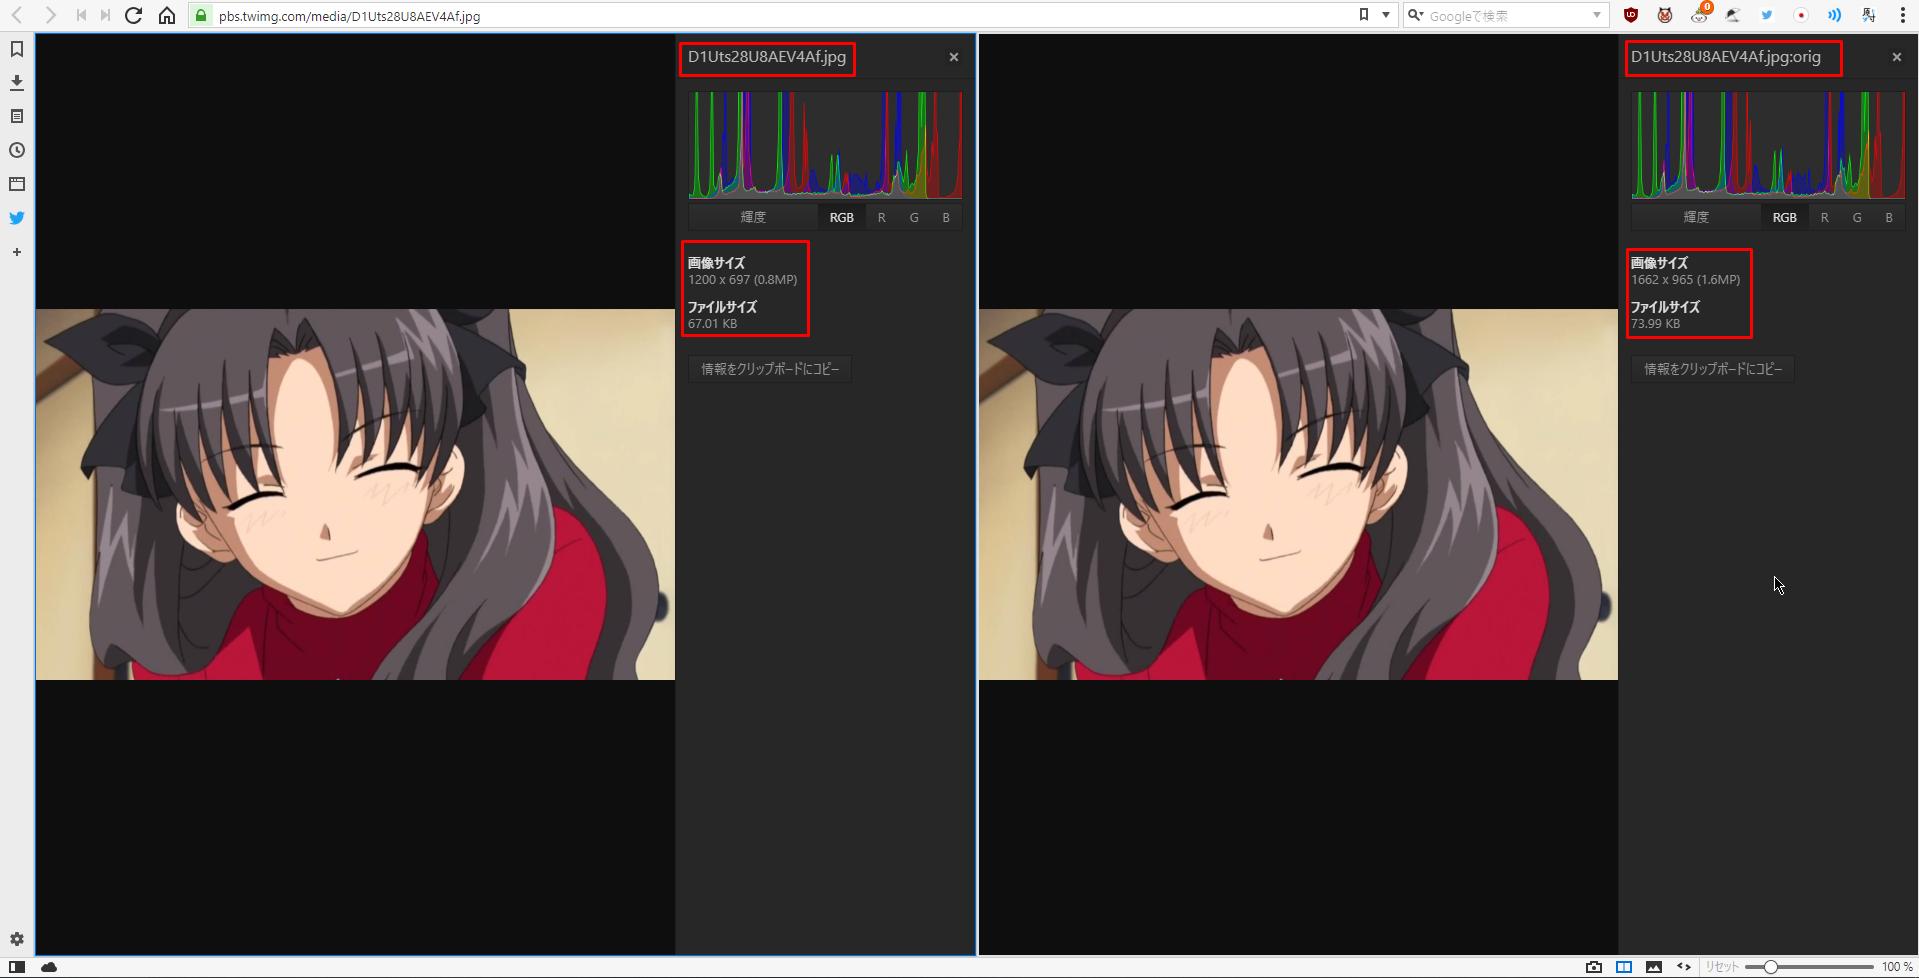 pbs.twimg.com/media/D1Uts28U8AEV4Af.jpg
Googleで検索
0
D1Uts28U8AEV4Af.jpg
輝度 RGB R G B
画像サイズ
1200 x 697 (0.8MP)
ファイルサイズ
67.01 KB
情報をクリップボードにコピー
D1Uts28U8AEV4Af.jpg:orig
輝度 RGB R G B
画像サイズ
1662 x 965 (1.6MP)
ファイルサイズ
73.99 KB
情報をクリップボードにコピー
リセット 100 %